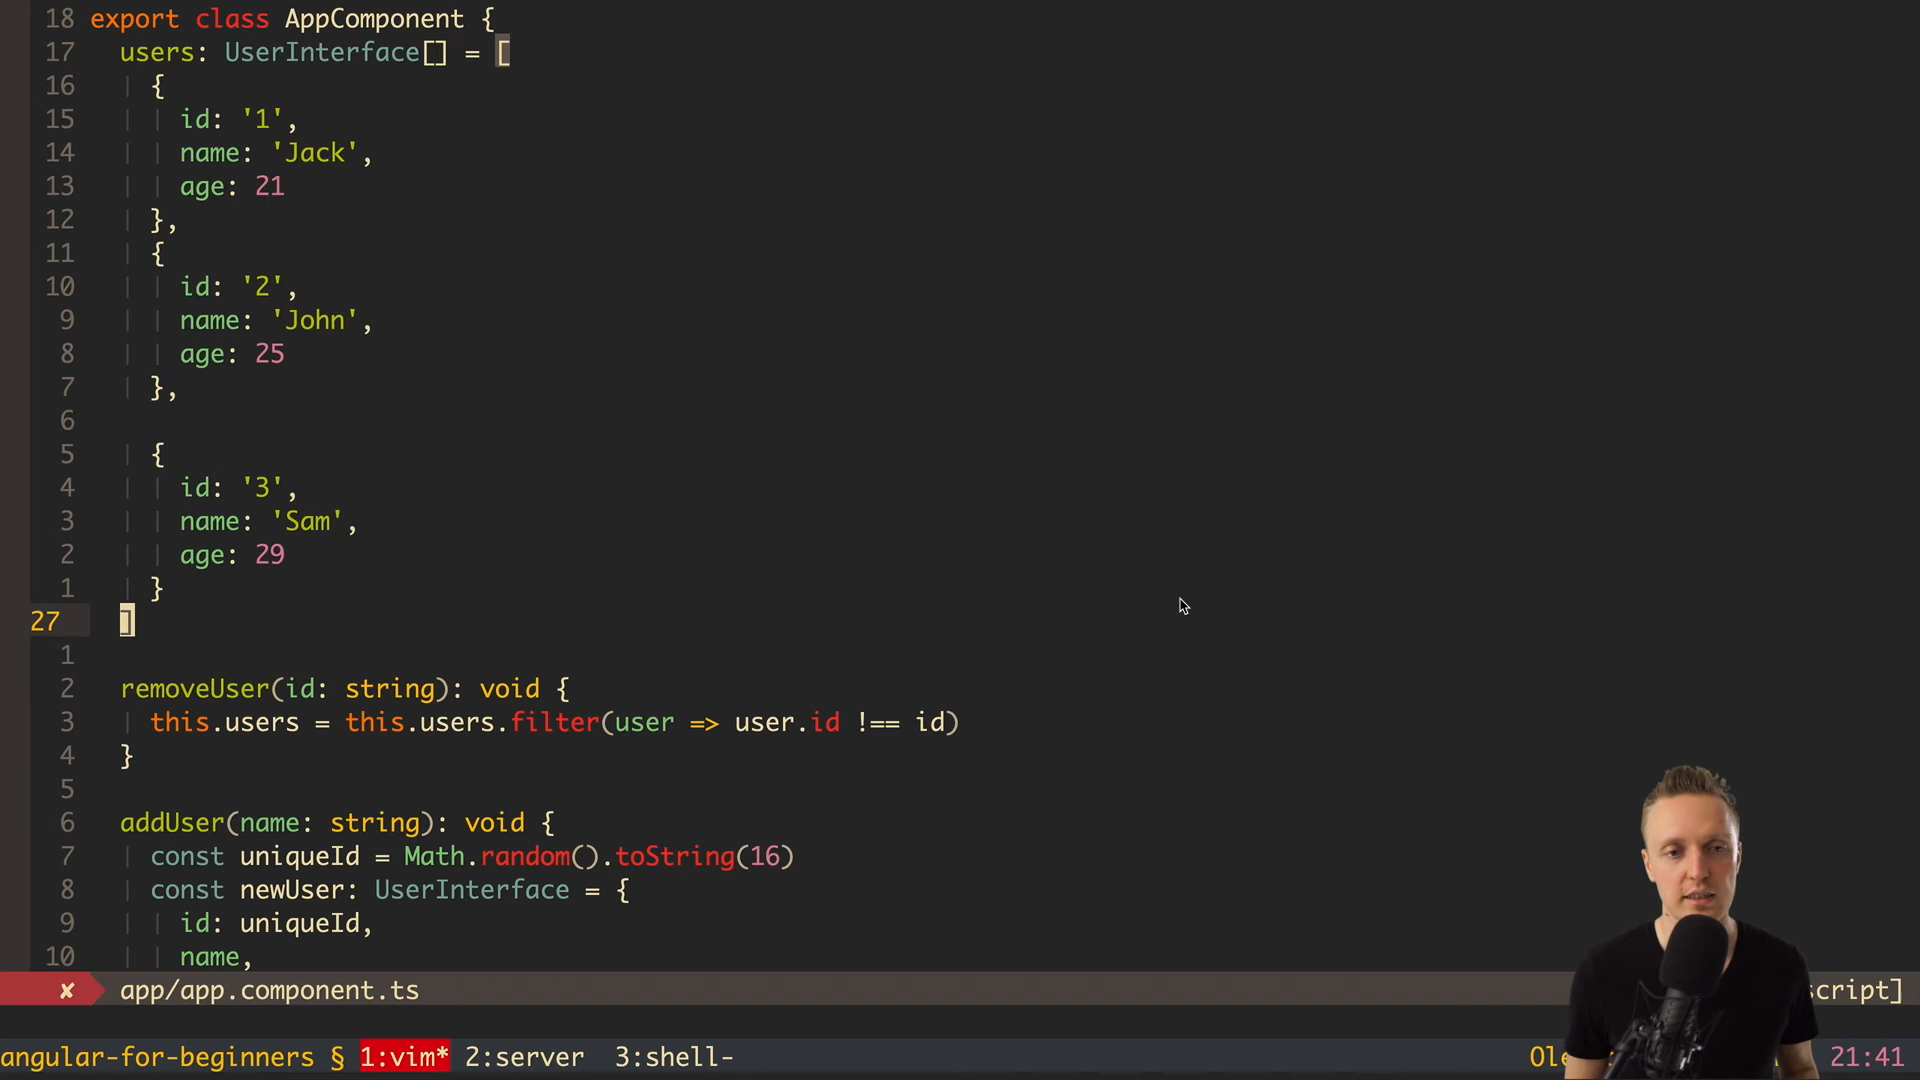 18 export class AppComponent {
17 users: UserInterface[] = [
16 {
15 id: '1',
14 name: 'Jack',
13 age: 21
12 },
11 {
10 id: '2',
9 name: 'John',
8 age: 25
7 },
6
5 {
4 id: '3',
3 name: 'Sam',
2 age: 29
1 }
27 ]
1
2 removeUser(id: string): void {
3 this.users = this.users.filter(user => user.id !== id)
4 }
5
6 addUser(name: string): void {
7 const uniqueId = Math.random().toString(16)
8 const newUser: UserInterface = {
9 id: uniqueId,
10 name,
✘ app/app.component.ts script]
angular-for-beginners § 1:vim* 2:server 3:shell- 21:41